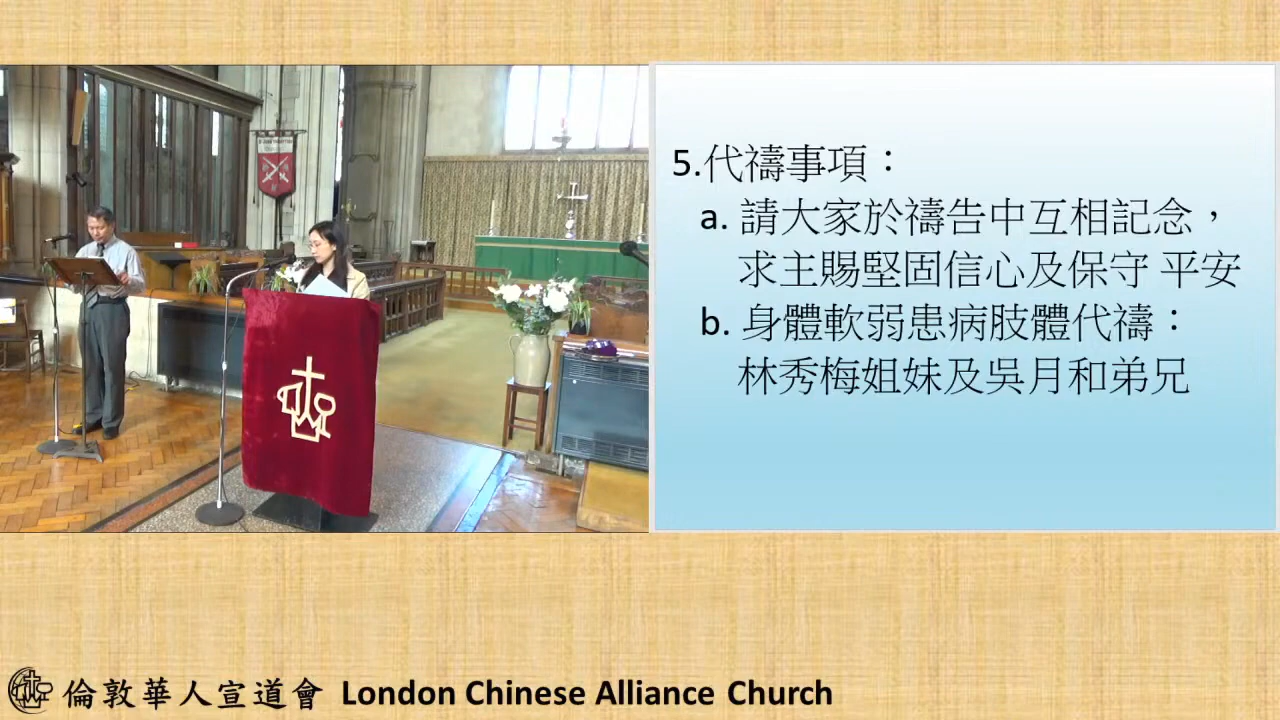 5.代禱事項：
a. 請大家於禱告中互相記念，
求主賜堅固信心及保守 平安
b. 身體軟弱患病肢體代禱：
林秀梅姐妹及吳月和弟兄
倫敦華人宣道會 London Chinese Alliance Church